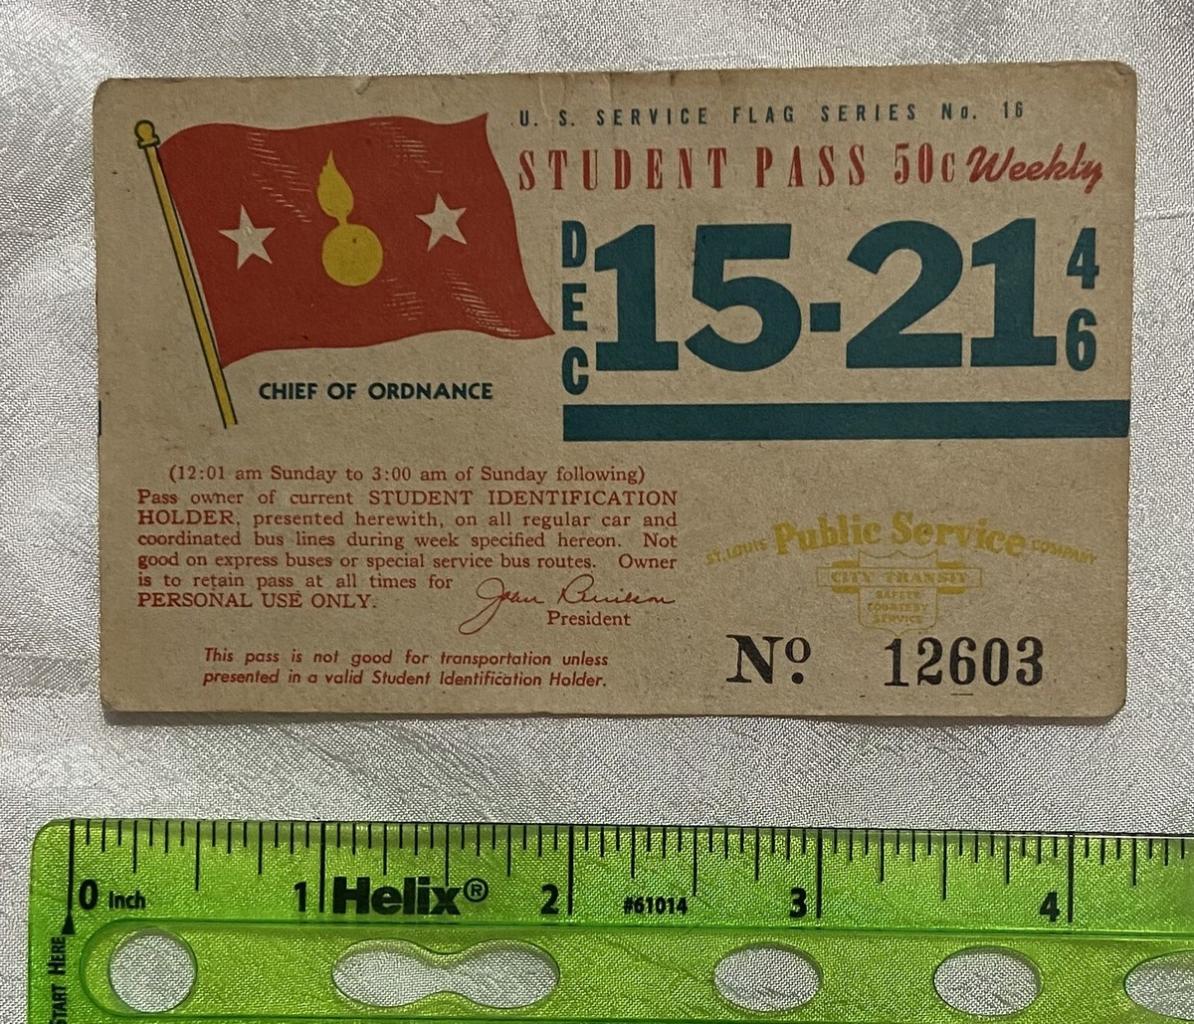 U. S. SERVICE FLAG SERIES No. 16
STUDENT PASS 50c Weekly
DEC 15-21 46
CHIEF OF ORDNANCE
(12:01 am Sunday to 3:00 am of Sunday following)
Pass owner of current STUDENT IDENTIFICATION
HOLDER, presented herewith, on all regular car and
coordinated bus lines during week specified hereon. Not
good on express buses or special service bus routes. Owner
is to retain pass at all times for
PERSONAL USE ONLY.
President
This pass is not good for transportation unless
presented in a valid Student Identification Holder.
ST. LOUIS Public Service COMPANY
CITY TRANSIT
SAFETY
COURTESY
SERVICE
No. 12603
0 inch 1 Helix® 2 #61014 3 4
START HERE